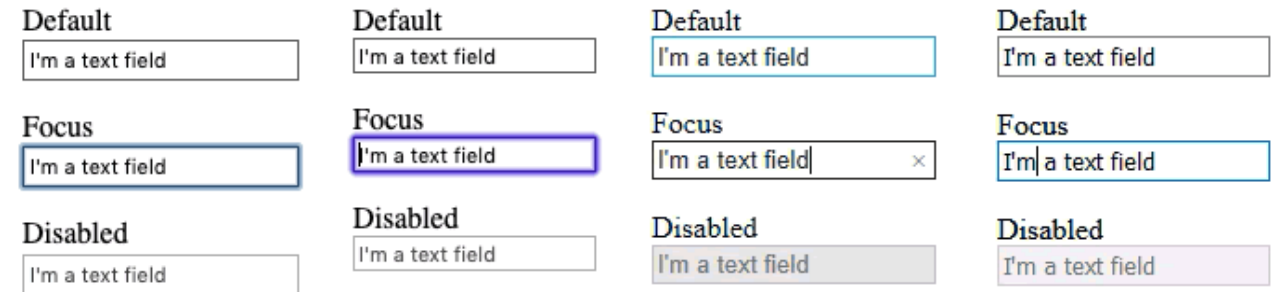 Default
I'm a text field
Focus
I'm a text field
Disabled
I'm a text field
Default
I'm a text field
Focus
I'm a text field
Disabled
I'm a text field
Default
I'm a text field
Focus
I'm a text field ×
Disabled
I'm a text field
Default
I'm a text field
Focus
I'm a text field
Disabled
I'm a text field